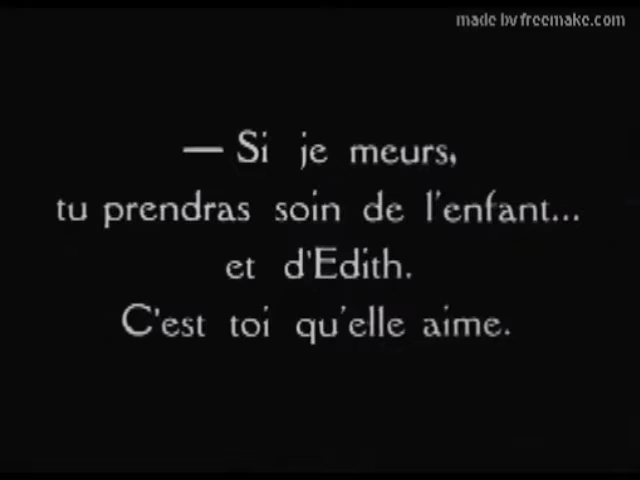 made by freemake.com
— Si je meurs,
tu prendras soin de l'enfant...
et d'Edith.
C'est toi qu'elle aime.